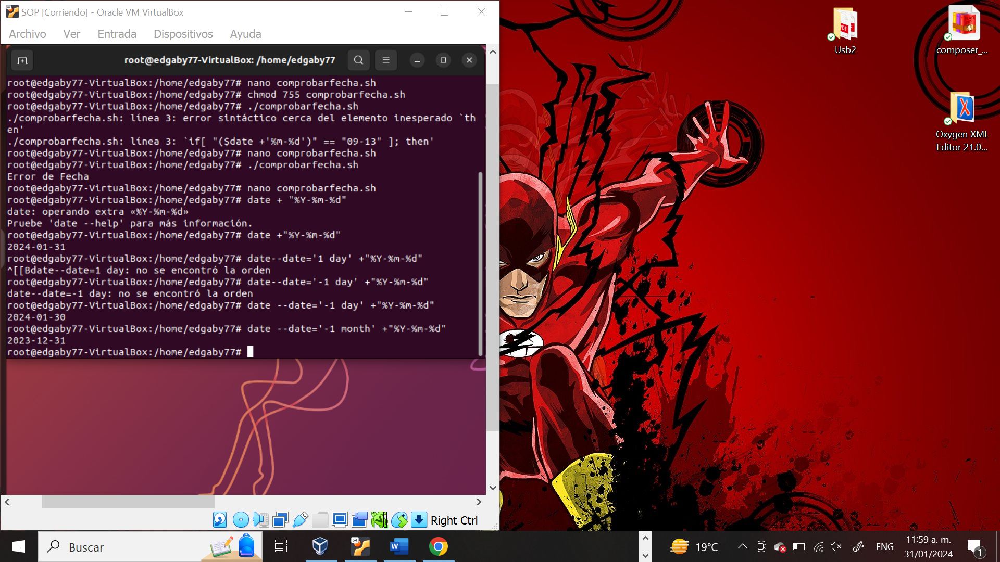 SOP [Corriendo] - Oracle VM VirtualBox
Archivo Ver Entrada Dispositivos Ayuda
root@edgaby77-VirtualBox: /home/edgaby77
root@edgaby77-VirtualBox:/home/edgaby77# nano comprobarfecha.sh
root@edgaby77-VirtualBox:/home/edgaby77# chmod 755 comprobarfecha.sh
root@edgaby77-VirtualBox:/home/edgaby77# ./comprobarfecha.sh
./comprobarfecha.sh: línea 3: error sintáctico cerca del elemento inesperado `th
en'
./comprobarfecha.sh: línea 3: `if[ "($date +'%m-%d')" == "09-13" ]; then'
root@edgaby77-VirtualBox:/home/edgaby77# nano comprobarfecha.sh
root@edgaby77-VirtualBox:/home/edgaby77# ./comprobarfecha.sh
Error de Fecha
root@edgaby77-VirtualBox:/home/edgaby77# nano comprobarfecha.sh
root@edgaby77-VirtualBox:/home/edgaby77# date + "%Y-%m-%d"
date: operando extra «%Y-%m-%d»
Pruebe 'date --help' para más información.
root@edgaby77-VirtualBox:/home/edgaby77# date +"%Y-%m-%d"
2024-01-31
root@edgaby77-VirtualBox:/home/edgaby77# date--date='1 day' +"%Y-%m-%d"
^[[Bdate--date=1 day: no se encontró la orden
root@edgaby77-VirtualBox:/home/edgaby77# date--date='-1 day' +"%Y-%m-%d"
date--date=-1 day: no se encontró la orden
root@edgaby77-VirtualBox:/home/edgaby77# date --date='-1 day' +"%Y-%m-%d"
2024-01-30
root@edgaby77-VirtualBox:/home/edgaby77# date --date='-1 month' +"%Y-%m-%d"
2023-12-31
root@edgaby77-VirtualBox:/home/edgaby77#
Right Ctrl
Usb2
composer_...
Oxygen XML
Editor 21.0...
Buscar
19°C
ENG
11:59 a. m.
31/01/2024
1